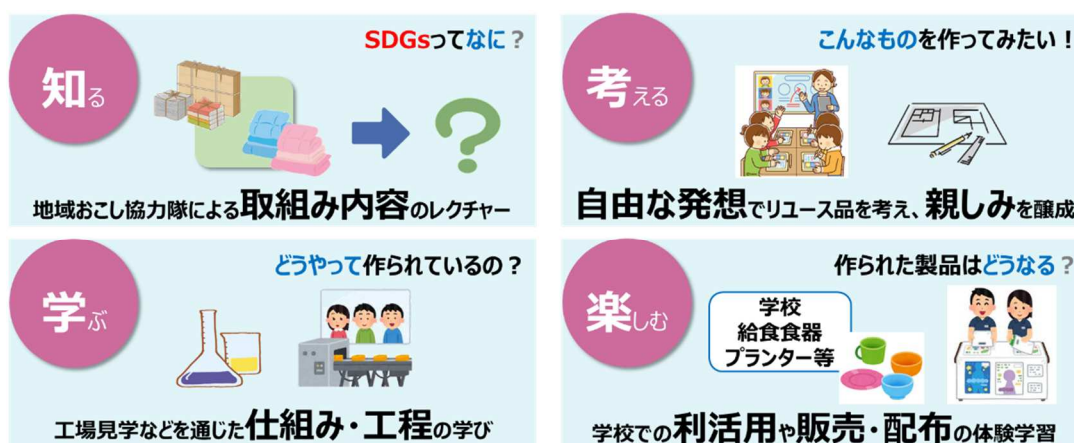 SDGsってなに？
知る
地域おこし協力隊による取組み内容のレクチャー
こんなものを作ってみたい！
考える
自由な発想でリユース品を考え、親しみを醸成
どうやって作られているの？
学ぶ
工場見学などを通じた仕組み・工程の学び
作られた製品はどうなる？
楽しむ
学校
給食食器
プランター等
学校での利活用や販売・配布の体験学習